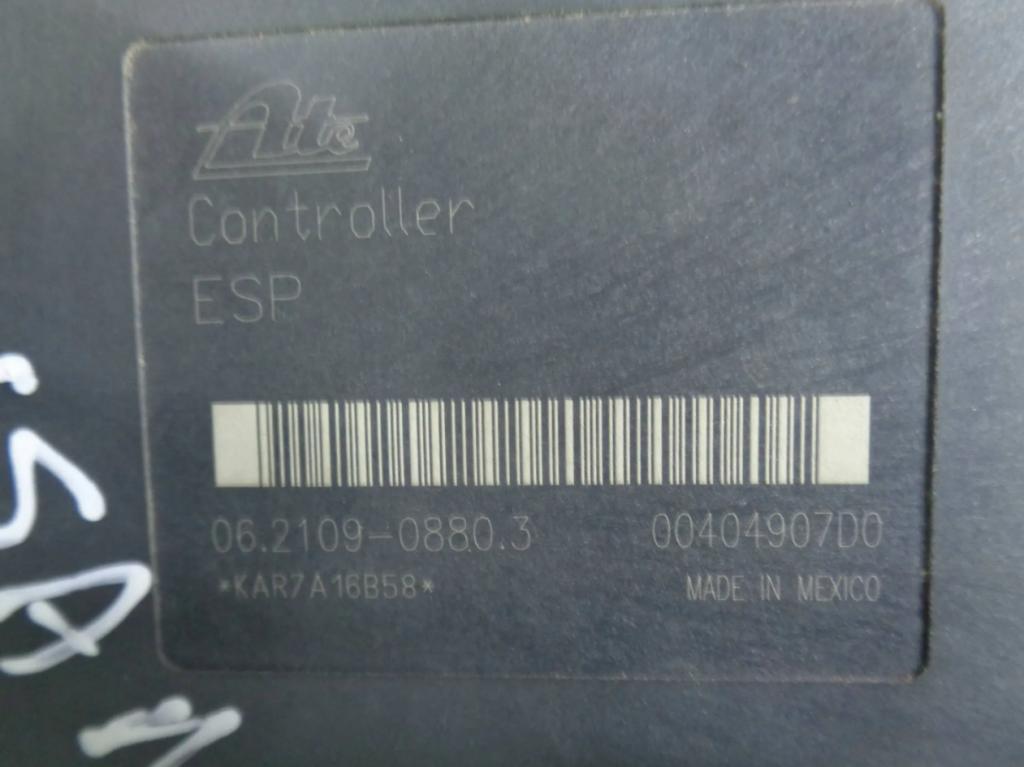 Ate
Controller
ESP
06.2109-0880.3 00404907D0
*KAR7A16B58* MADE IN MEXICO